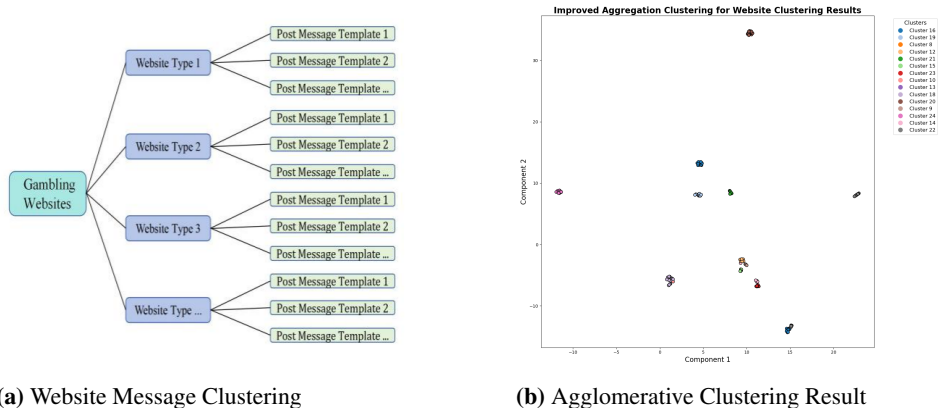 Gambling
Websites
Website Type 1
Post Message Template 1
Post Message Template 2
Post Message Template ...
Website Type 2
Post Message Template 1
Post Message Template 2
Post Message Template ...
Website Type 3
Post Message Template 1
Post Message Template 2
Post Message Template ...
Website Type ...
Post Message Template 1
Post Message Template 2
Post Message Template ...
(a) Website Message Clustering
Improved Aggregation Clustering for Website Clustering Results
Component 2
30
20
10
0
−10
−10
−5
0
5
10
15
20
Component 1
Clusters
Cluster 16
Cluster 19
Cluster 8
Cluster 12
Cluster 21
Cluster 15
Cluster 23
Cluster 10
Cluster 13
Cluster 18
Cluster 20
Cluster 9
Cluster 24
Cluster 14
Cluster 22
(b) Agglomerative Clustering Result